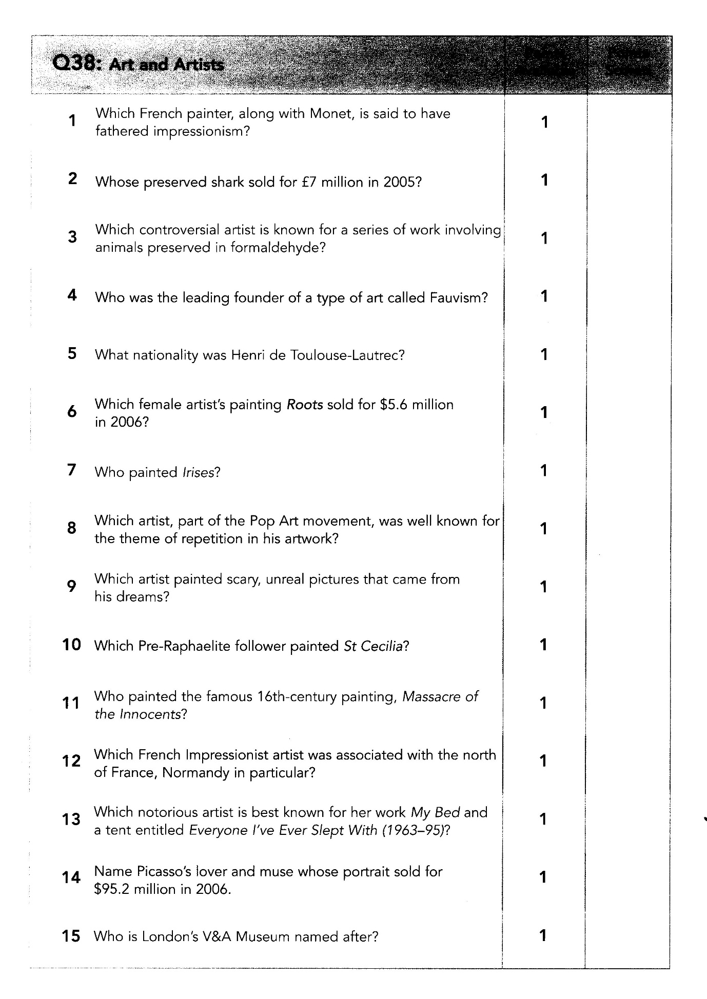 Q38: Art and Artists
1 Which French painter, along with Monet, is said to have 1
fathered impressionism?
2 Whose preserved shark sold for £7 million in 2005? 1
3 Which controversial artist is known for a series of work involving 1
animals preserved in formaldehyde?
4 Who was the leading founder of a type of art called Fauvism? 1
5 What nationality was Henri de Toulouse-Lautrec? 1
6 Which female artist's painting Roots sold for $5.6 million 1
in 2006?
7 Who painted Irises? 1
8 Which artist, part of the Pop Art movement, was well known for 1
the theme of repetition in his artwork?
9 Which artist painted scary, unreal pictures that came from 1
his dreams?
10 Which Pre-Raphaelite follower painted St Cecilia? 1
11 Who painted the famous 16th-century painting, Massacre of 1
the Innocents?
12 Which French Impressionist artist was associated with the north 1
of France, Normandy in particular?
13 Which notorious artist is best known for her work My Bed and 1
a tent entitled Everyone I've Ever Slept With (1963–95)?
14 Name Picasso's lover and muse whose portrait sold for 1
$95.2 million in 2006.
15 Who is London's V&A Museum named after? 1